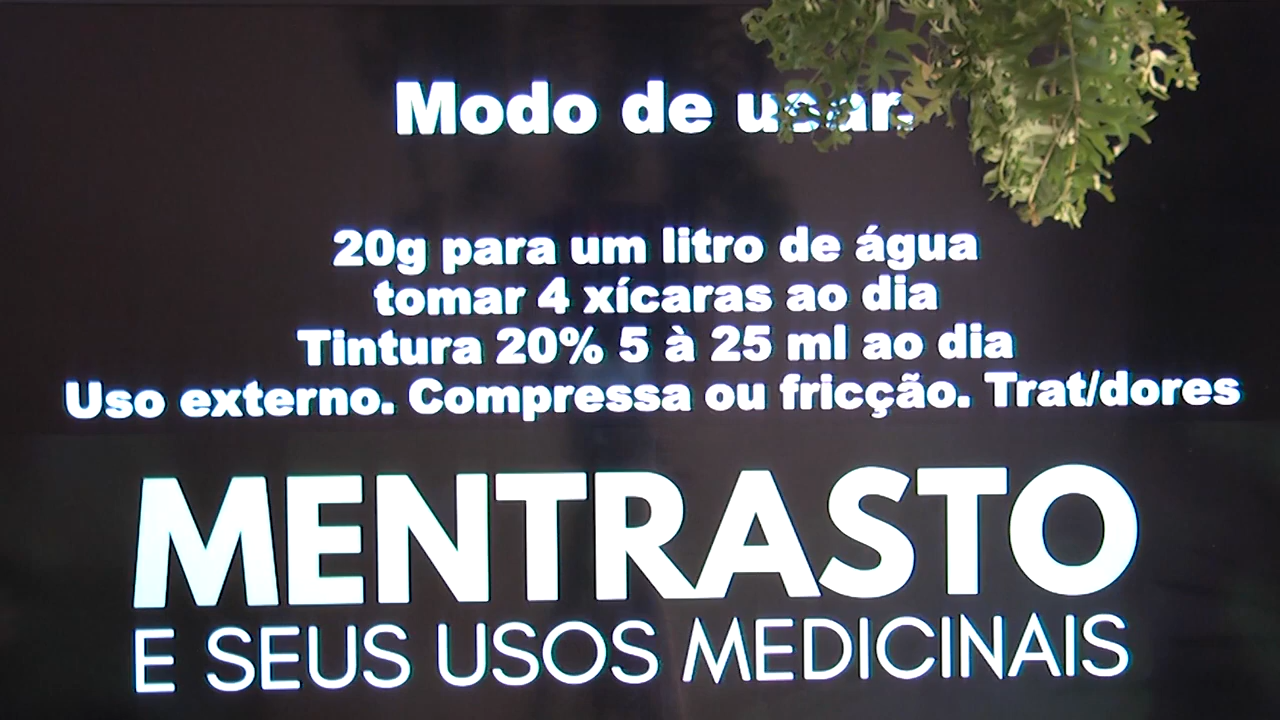 Modo de usar.
20g para um litro de água
tomar 4 xícaras ao dia
Tintura 20% 5 à 25 ml ao dia
Uso externo. Compressa ou fricção. Trat/dores
MENTRASTO
E SEUS USOS MEDICINAIS